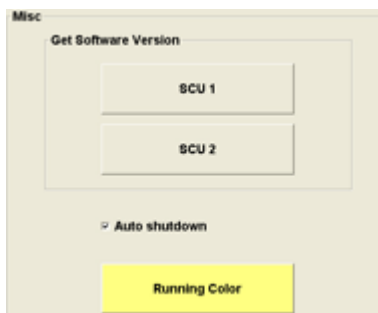 Misc
Get Software Version
SCU 1
SCU 2
Auto shutdown
Running Color